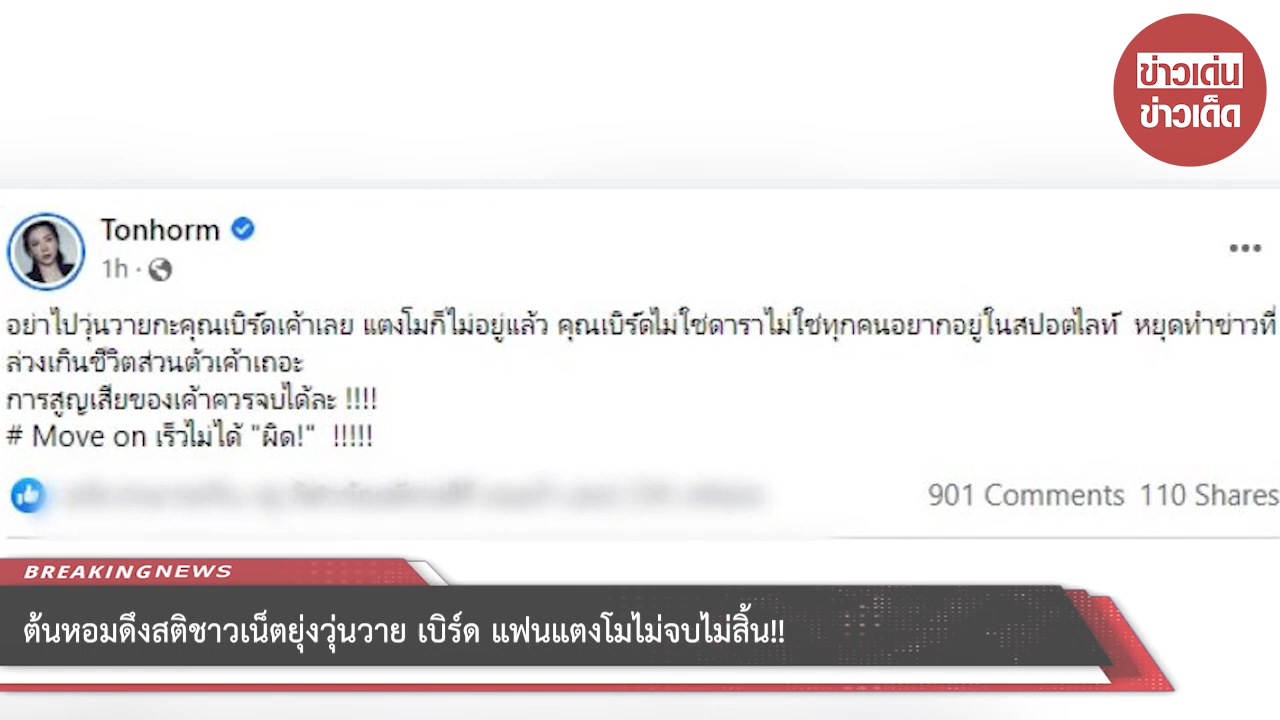 ข่าวเด่น
ข่าวเด็ด
Tonhorm
1h ·
อย่าไปวุ่นวายกะคุณเบิร์ดเค้าเลย แตงโมก็ไม่อยู่แล้ว คุณเบิร์ดไม่ใช่ดาราไม่ใช่ทุกคนอยากอยู่ในสปอตไลท์ หยุดทำข่าวที่
ล่วงเกินชีวิตส่วนตัวเค้าเถอะ
การสูญเสียของเค้าควรจบได้ละ !!!!
# Move on เร็วไม่ได้ "ผิด!" !!!!!
901 Comments 110 Shares
BREAKING NEWS
ต้นหอมดึงสติชาวเน็ตยุ่งวุ่นวาย เบิร์ด แฟนแตงโมไม่จบไม่สิ้น!!